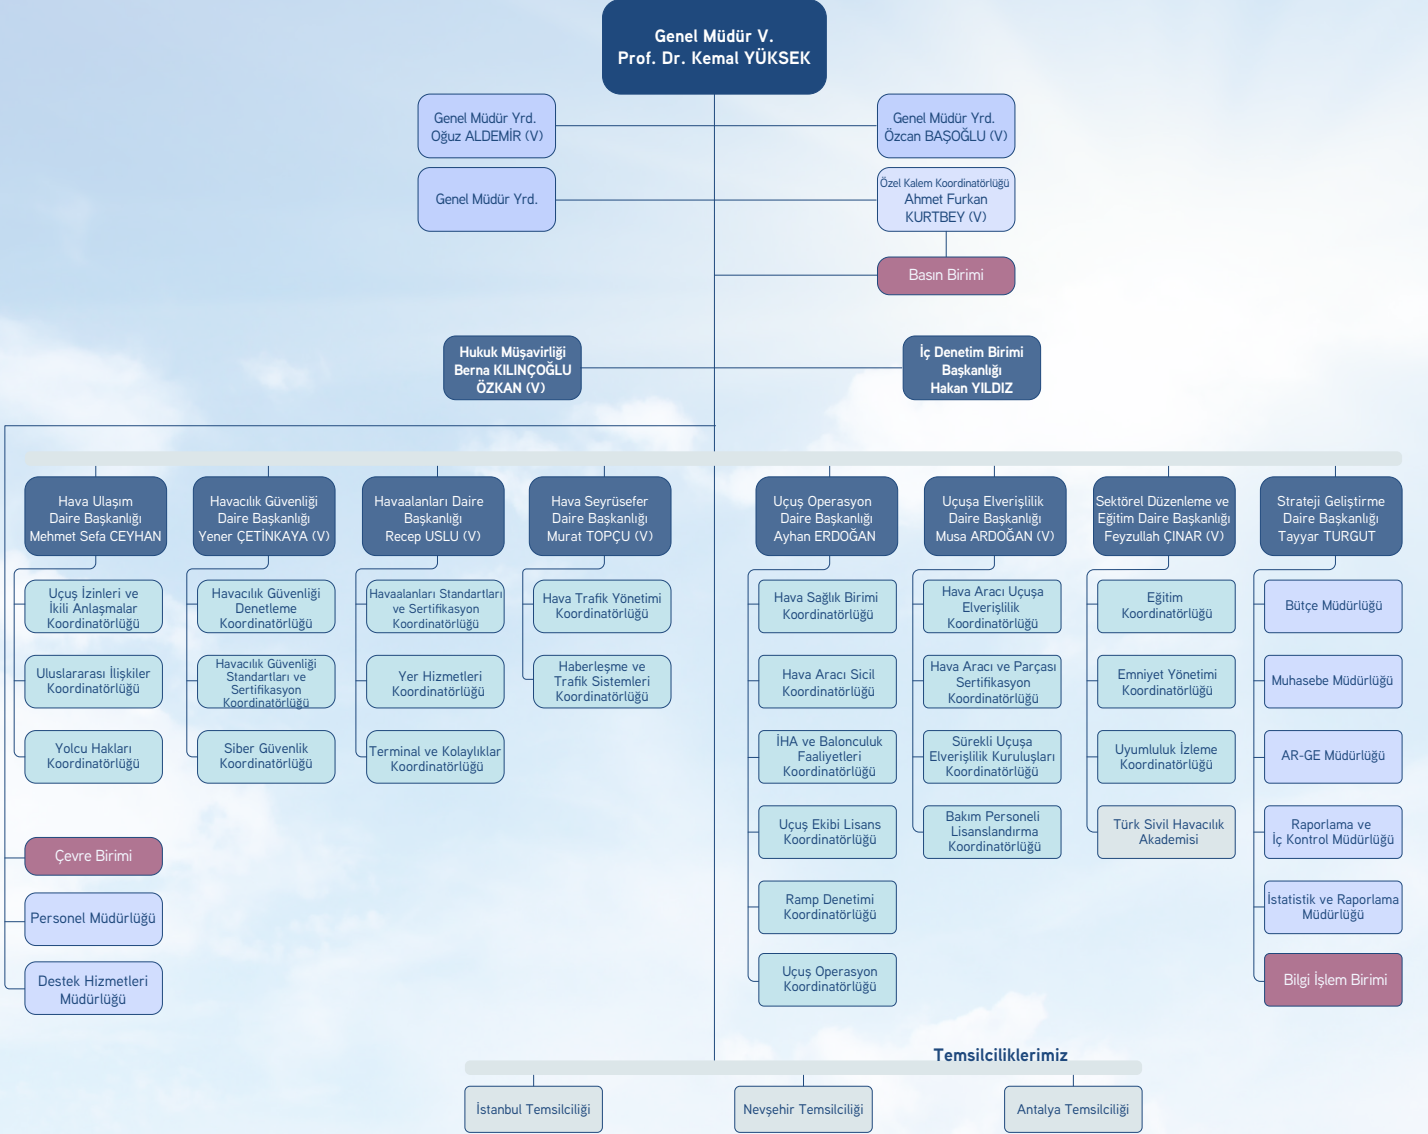 Genel Müdür V.
Prof. Dr. Kemal YÜKSEK
Genel Müdür Yrd.
Oğuz ALDEMİR (V)
Genel Müdür Yrd.
Özcan BAŞOĞLU (V)
Genel Müdür Yrd.
Özel Kalem Koordinatörlüğü
Ahmet Furkan
KURTBEY (V)
Basın Birimi
Hukuk Müşavirliği
Berna KILINÇOĞLU
ÖZKAN (V)
İç Denetim Birimi
Başkanlığı
Hakan YILDIZ
Hava Ulaşım
Daire Başkanlığı
Mehmet Sefa CEYHAN
Uçuş İzinleri ve
İkili Anlaşmalar
Koordinatörlüğü
Uluslararası İlişkiler
Koordinatörlüğü
Yolcu Hakları
Koordinatörlüğü
Çevre Birimi
Personel Müdürlüğü
Destek Hizmetleri
Müdürlüğü
Havacılık Güvenliği
Daire Başkanlığı
Yener ÇETİNKAYA (V)
Havacılık Güvenliği
Denetleme
Koordinatörlüğü
Havacılık Güvenliği
Standartları ve
Sertifikasyon
Koordinatörlüğü
Siber Güvenlik
Koordinatörlüğü
Havaalanları Daire
Başkanlığı
Recep USLU (V)
Havaalanları Standartları
ve Sertifikasyon
Koordinatörlüğü
Yer Hizmetleri
Koordinatörlüğü
Terminal ve Kolaylıklar
Koordinatörlüğü
Hava Seyrüsefer
Daire Başkanlığı
Murat TOPÇU (V)
Hava Trafik Yönetimi
Koordinatörlüğü
Haberleşme ve
Trafik Sistemleri
Koordinatörlüğü
Uçuş Operasyon
Daire Başkanlığı
Ayhan ERDOĞAN
Hava Sağlık Birimi
Koordinatörlüğü
Hava Aracı Sicil
Koordinatörlüğü
İHA ve Balonculuk
Faaliyetleri
Koordinatörlüğü
Uçuş Ekibi Lisans
Koordinatörlüğü
Ramp Denetimi
Koordinatörlüğü
Uçuş Operasyon
Koordinatörlüğü
Uçuşa Elverişlilik
Daire Başkanlığı
Musa ARDOĞAN (V)
Hava Aracı Uçuşa
Elverişlilik
Koordinatörlüğü
Hava Aracı ve Parçası
Sertifikasyon
Koordinatörlüğü
Sürekli Uçuşa
Elverişlilik Kuruluşları
Koordinatörlüğü
Bakım Personeli
Lisanslandırma
Koordinatörlüğü
Sektörel Düzenleme ve
Eğitim Daire Başkanlığı
Feyzullah ÇINAR (V)
Eğitim
Koordinatörlüğü
Emniyet Yönetimi
Koordinatörlüğü
Uyumluluk İzleme
Koordinatörlüğü
Türk Sivil Havacılık
Akademisi
Strateji Geliştirme
Daire Başkanlığı
Tayyar TURGUT
Bütçe Müdürlüğü
Muhasebe Müdürlüğü
AR-GE Müdürlüğü
Raporlama ve
İç Kontrol Müdürlüğü
İstatistik ve Raporlama
Müdürlüğü
Bilgi İşlem Birimi
Temsilciliklerimiz
İstanbul Temsilciliği
Nevşehir Temsilciliği
Antalya Temsilciliği